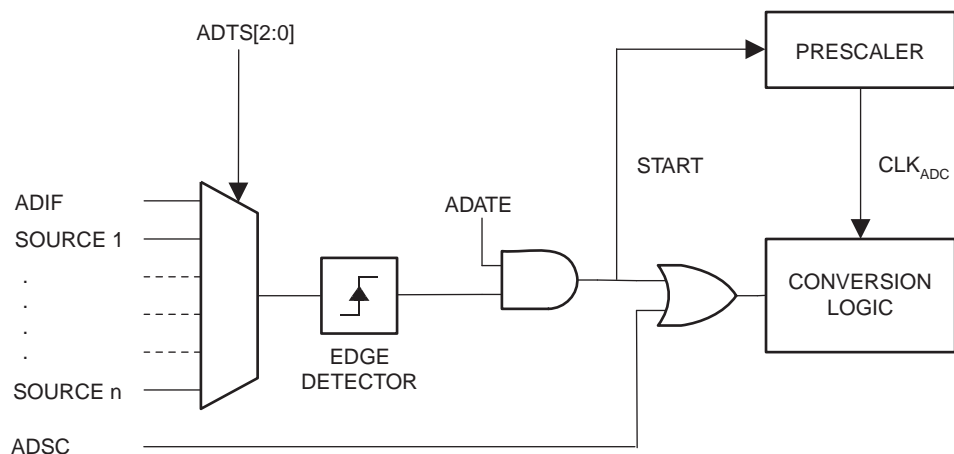 ADTS[2:0]
PRESCALER
START
CLKADC
ADIF
ADATE
SOURCE 1
.
.
.
.
CONVERSION
LOGIC
EDGE
DETECTOR
SOURCE n
ADSC